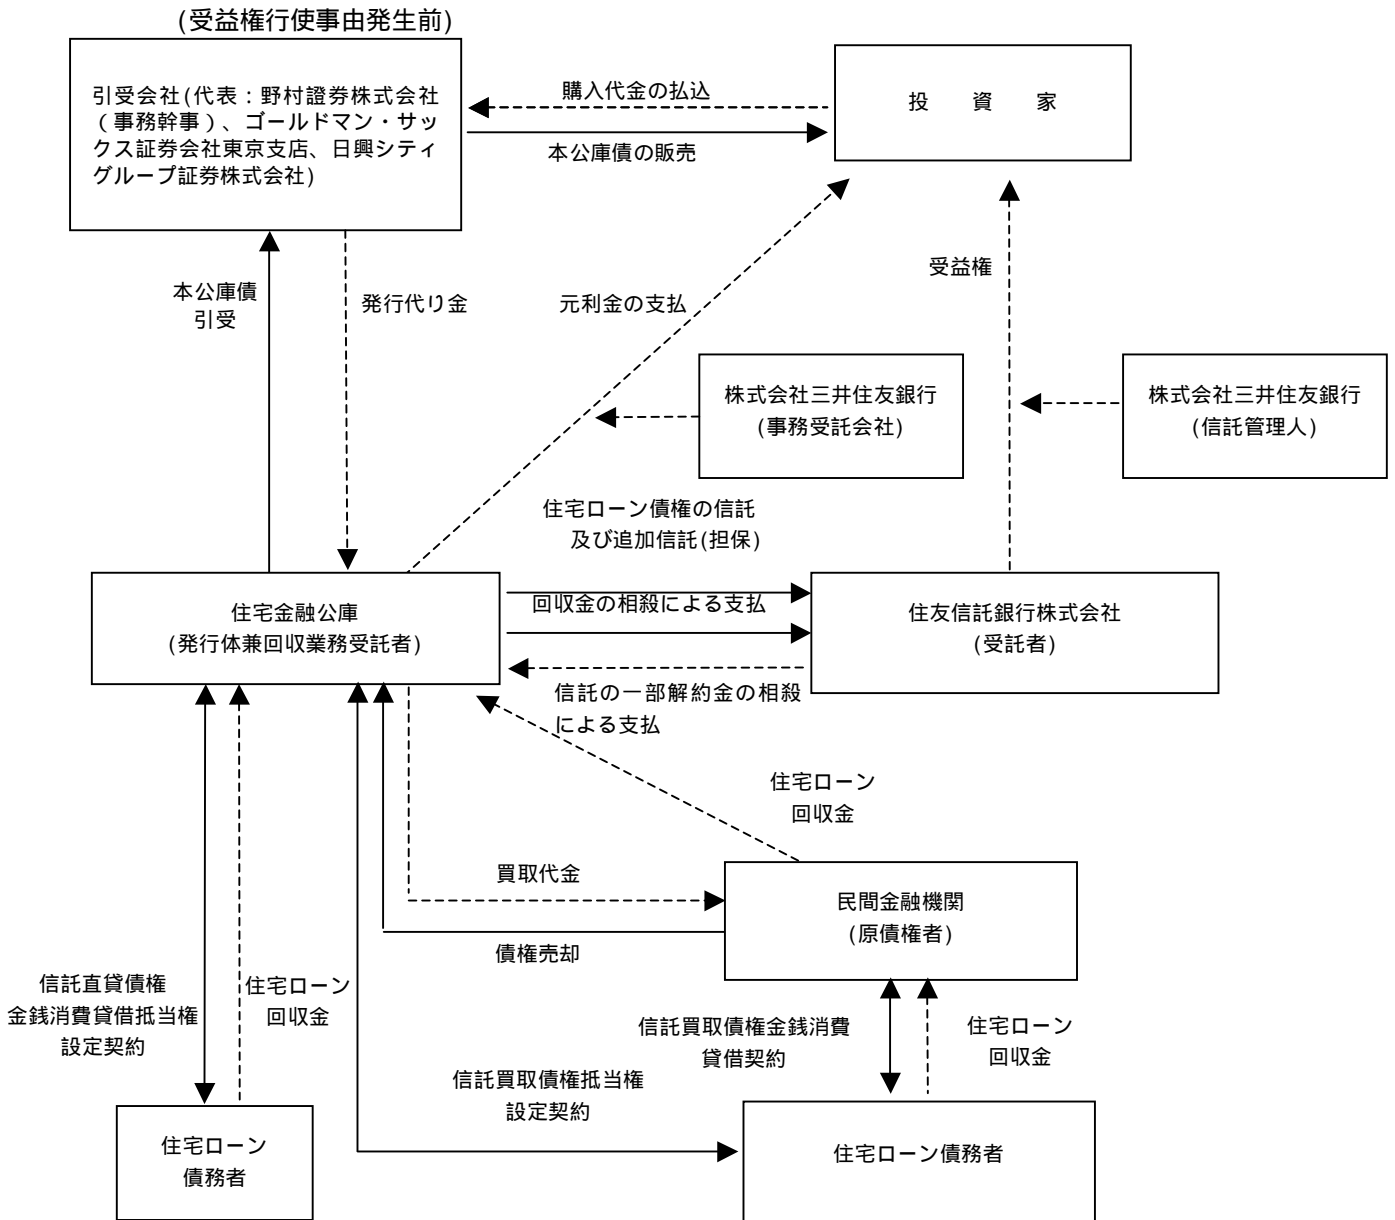 (受益権行使事由発生前)
引受会社(代表：野村證券株式会社
（事務幹事）、ゴールドマン・サッ
クス証券会社東京支店、日興シティ
グループ証券株式会社)
購入代金の払込
本公庫債の販売
投　資　家
本公庫債
引受
発行代り金
元利金の支払
受益権
株式会社三井住友銀行
(事務受託会社)
株式会社三井住友銀行
(信託管理人)
住宅ローン債権の信託
及び追加信託(担保)
住宅金融公庫
(発行体兼回収業務受託者)
回収金の相殺による支払
住友信託銀行株式会社
(受託者)
信託の一部解約金の相殺
による支払
住宅ローン
回収金
買取代金
民間金融機関
(原債権者)
債権売却
信託直貸債権
金銭消費貸借抵当権
設定契約
住宅ローン
回収金
信託買取債権金銭消費
貸借契約
住宅ローン
回収金
信託買取債権抵当権
設定契約
住宅ローン
債務者
住宅ローン債務者